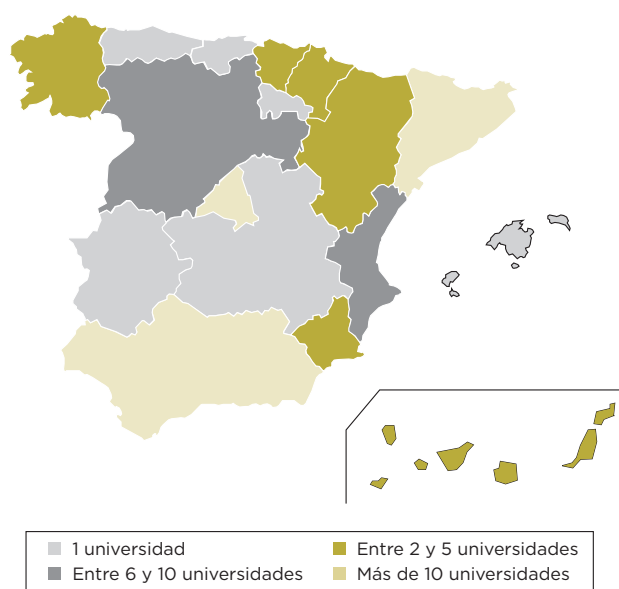 1 universidad
Entre 2 y 5 universidades
Entre 6 y 10 universidades
Más de 10 universidades